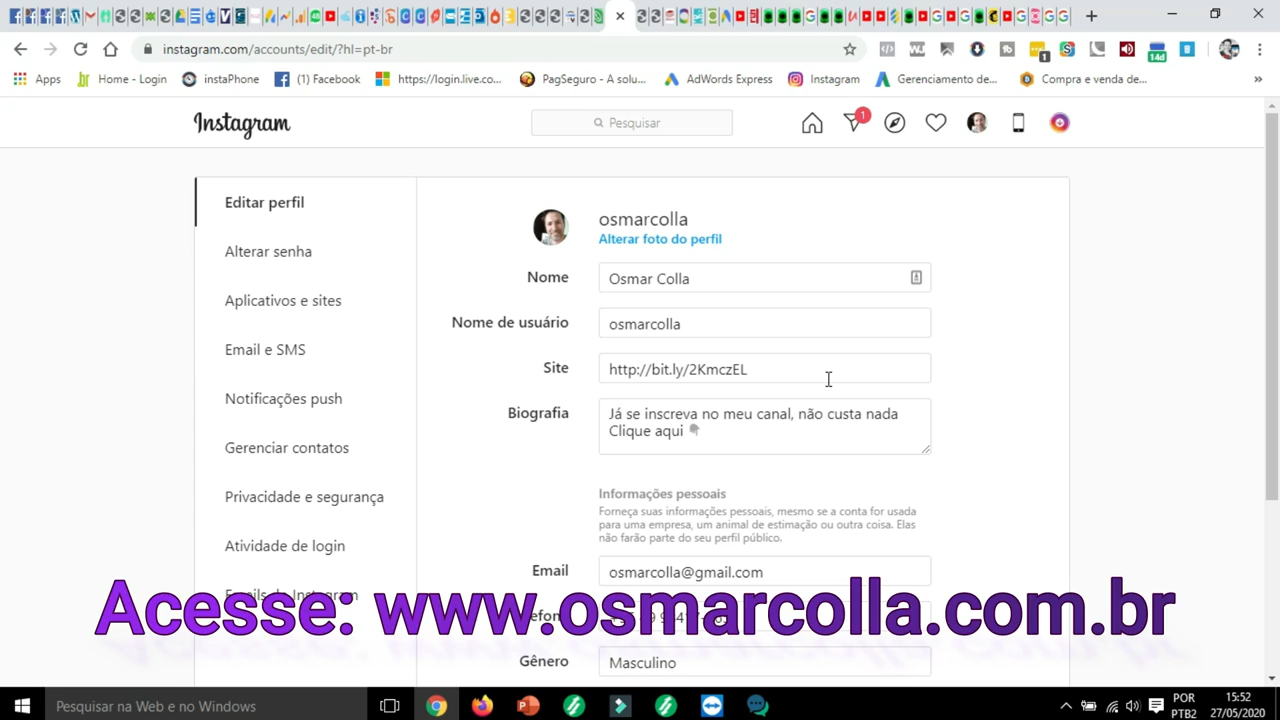 instagram.com/accounts/edit/?hl=pt-br
Apps
Home - Login
instaPhone
(1) Facebook
https://login.live.co...
PagSeguro - A solu...
AdWords Express
Instagram
Gerenciamento de...
Compra e venda de...
»
1
14d
Instagram
Pesquisar
1
Editar perfil
Alterar senha
Aplicativos e sites
Email e SMS
Notificações push
Gerenciar contatos
Privacidade e segurança
Atividade de login
Emails do Instagram
osmarcolla
Alterar foto do perfil
Nome
Osmar Colla
Nome de usuário
osmarcolla
Site
http://bit.ly/2KmczEL
Biografia
Já se inscreva no meu canal, não custa nada
Clique aqui 👇
Informações pessoais
Forneça suas informações pessoais, mesmo se a conta for usada
para uma empresa, um animal de estimação ou outra coisa. Elas
não farão parte do seu perfil público.
Email
osmarcolla@gmail.com
Gênero
Masculino
Acesse: www.osmarcolla.com.br
Pesquisar na Web e no Windows
POR
PTB2
15:52
27/05/2020